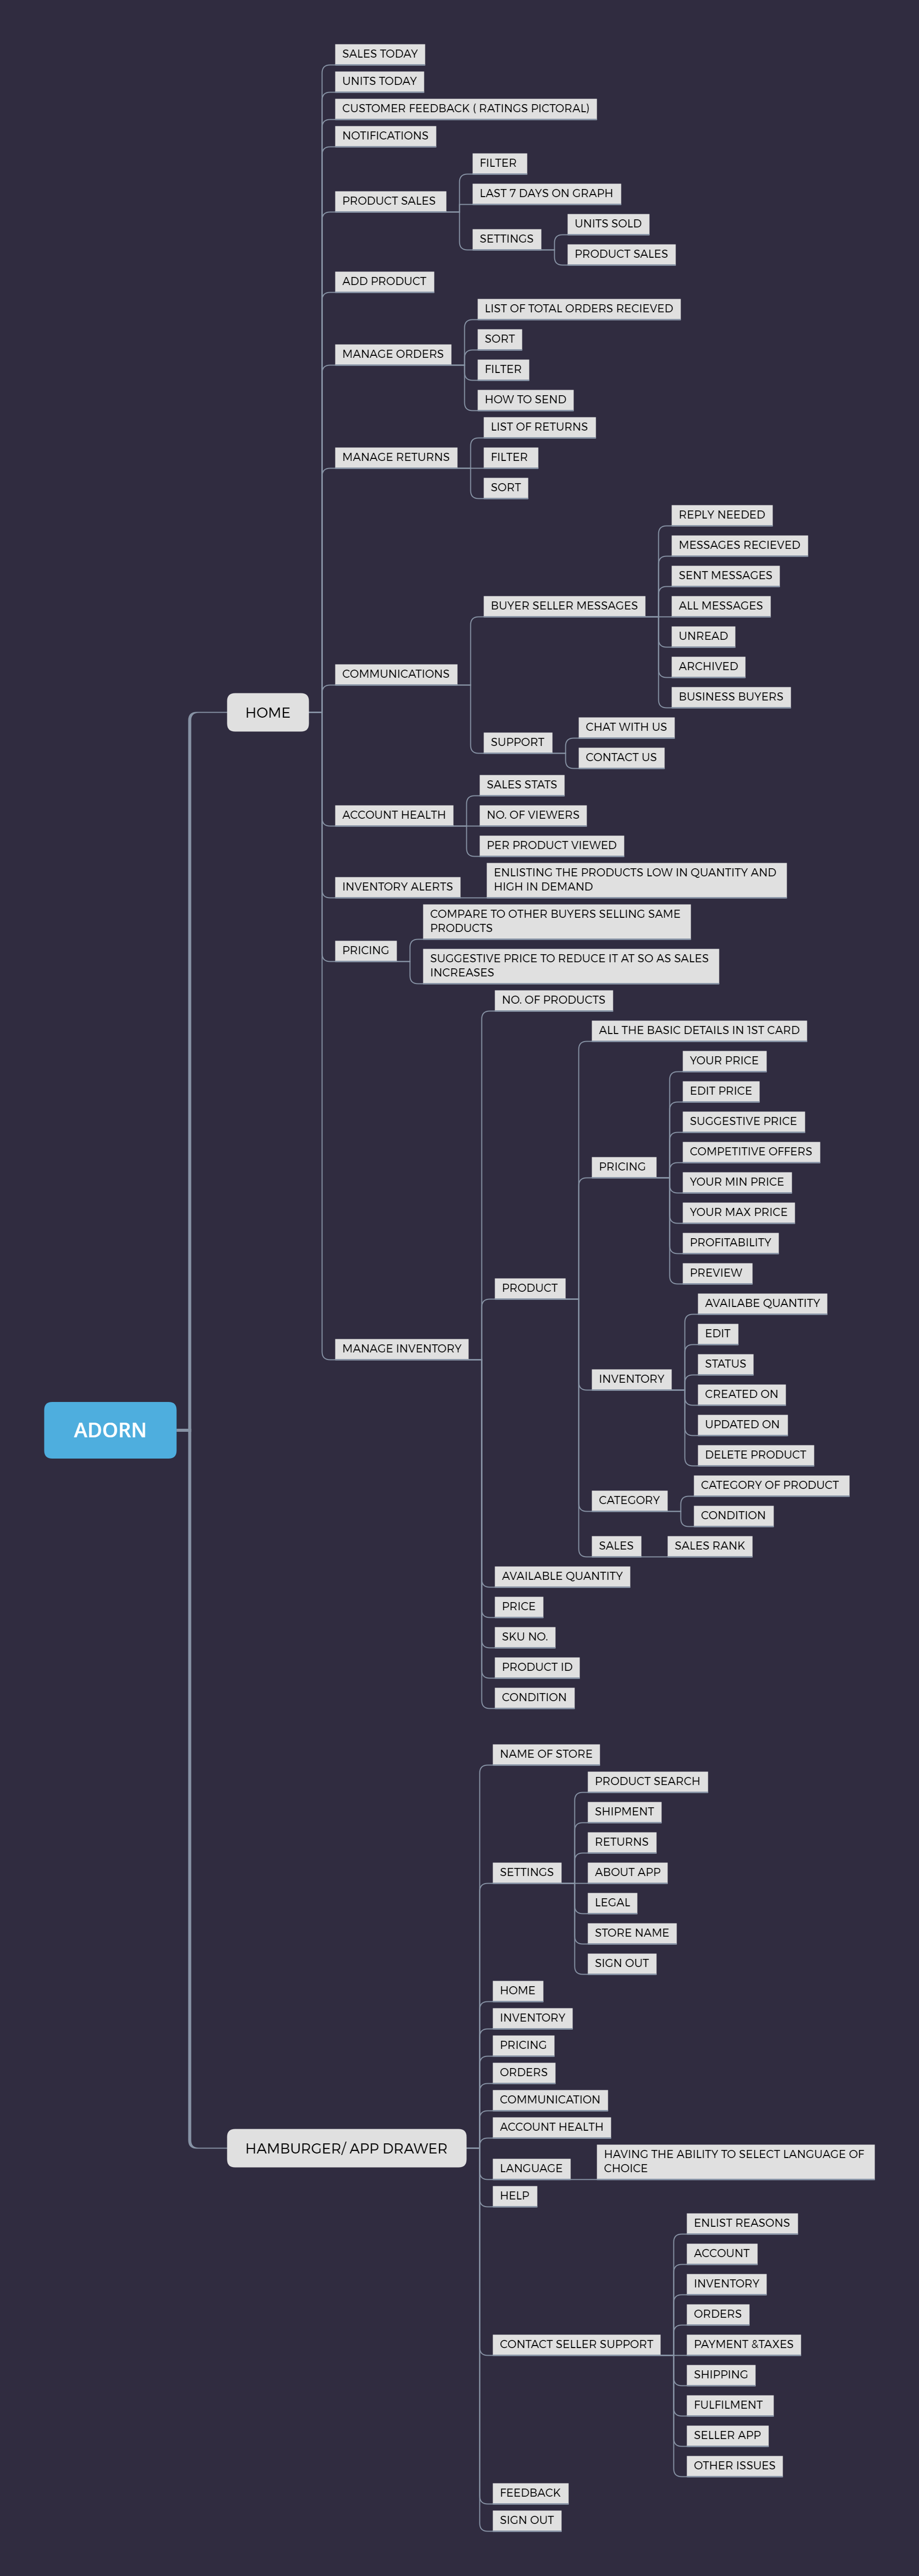 SALES TODAY
UNITS TODAY
CUSTOMER FEEDBACK ( RATINGS PICTORAL)
NOTIFICATIONS
FILTER
LAST 7 DAYS ON GRAPH
PRODUCT SALES
UNITS SOLD
SETTINGS
PRODUCT SALES
ADD PRODUCT
LIST OF TOTAL ORDERS RECIEVED
SORT
MANAGE ORDERS
FILTER
HOW TO SEND
LIST OF RETURNS
MANAGE RETURNS
FILTER
SORT
REPLY NEEDED
MESSAGES RECIEVED
SENT MESSAGES
BUYER SELLER MESSAGES
ALL MESSAGES
UNREAD
ARCHIVED
COMMUNICATIONS
BUSINESS BUYERS
HOME
CHAT WITH US
SUPPORT
CONTACT US
SALES STATS
ACCOUNT HEALTH
NO. OF VIEWERS
PER PRODUCT VIEWED
INVENTORY ALERTS
ENLISTING THE PRODUCTS LOW IN QUANTITY AND
HIGH IN DEMAND
COMPARE TO OTHER BUYERS SELLING SAME
PRODUCTS
PRICING
SUGGESTIVE PRICE TO REDUCE IT AT SO AS SALES
INCREASES
NO. OF PRODUCTS
ALL THE BASIC DETAILS IN 1ST CARD
YOUR PRICE
EDIT PRICE
SUGGESTIVE PRICE
COMPETITIVE OFFERS
PRICING
YOUR MIN PRICE
YOUR MAX PRICE
PROFITABILITY
PREVIEW
PRODUCT
AVAILABE QUANTITY
EDIT
MANAGE INVENTORY
STATUS
INVENTORY
CREATED ON
UPDATED ON
ADORN
DELETE PRODUCT
CATEGORY OF PRODUCT
CATEGORY
CONDITION
SALES
SALES RANK
AVAILABLE QUANTITY
PRICE
SKU NO.
PRODUCT ID
CONDITION
NAME OF STORE
PRODUCT SEARCH
SHIPMENT
RETURNS
SETTINGS
ABOUT APP
LEGAL
STORE NAME
SIGN OUT
HOME
INVENTORY
PRICING
ORDERS
COMMUNICATION
ACCOUNT HEALTH
HAMBURGER/ APP DRAWER
LANGUAGE
HAVING THE ABILITY TO SELECT LANGUAGE OF
CHOICE
HELP
ENLIST REASONS
ACCOUNT
INVENTORY
ORDERS
CONTACT SELLER SUPPORT
PAYMENT &TAXES
SHIPPING
FULFILMENT
SELLER APP
OTHER ISSUES
FEEDBACK
SIGN OUT